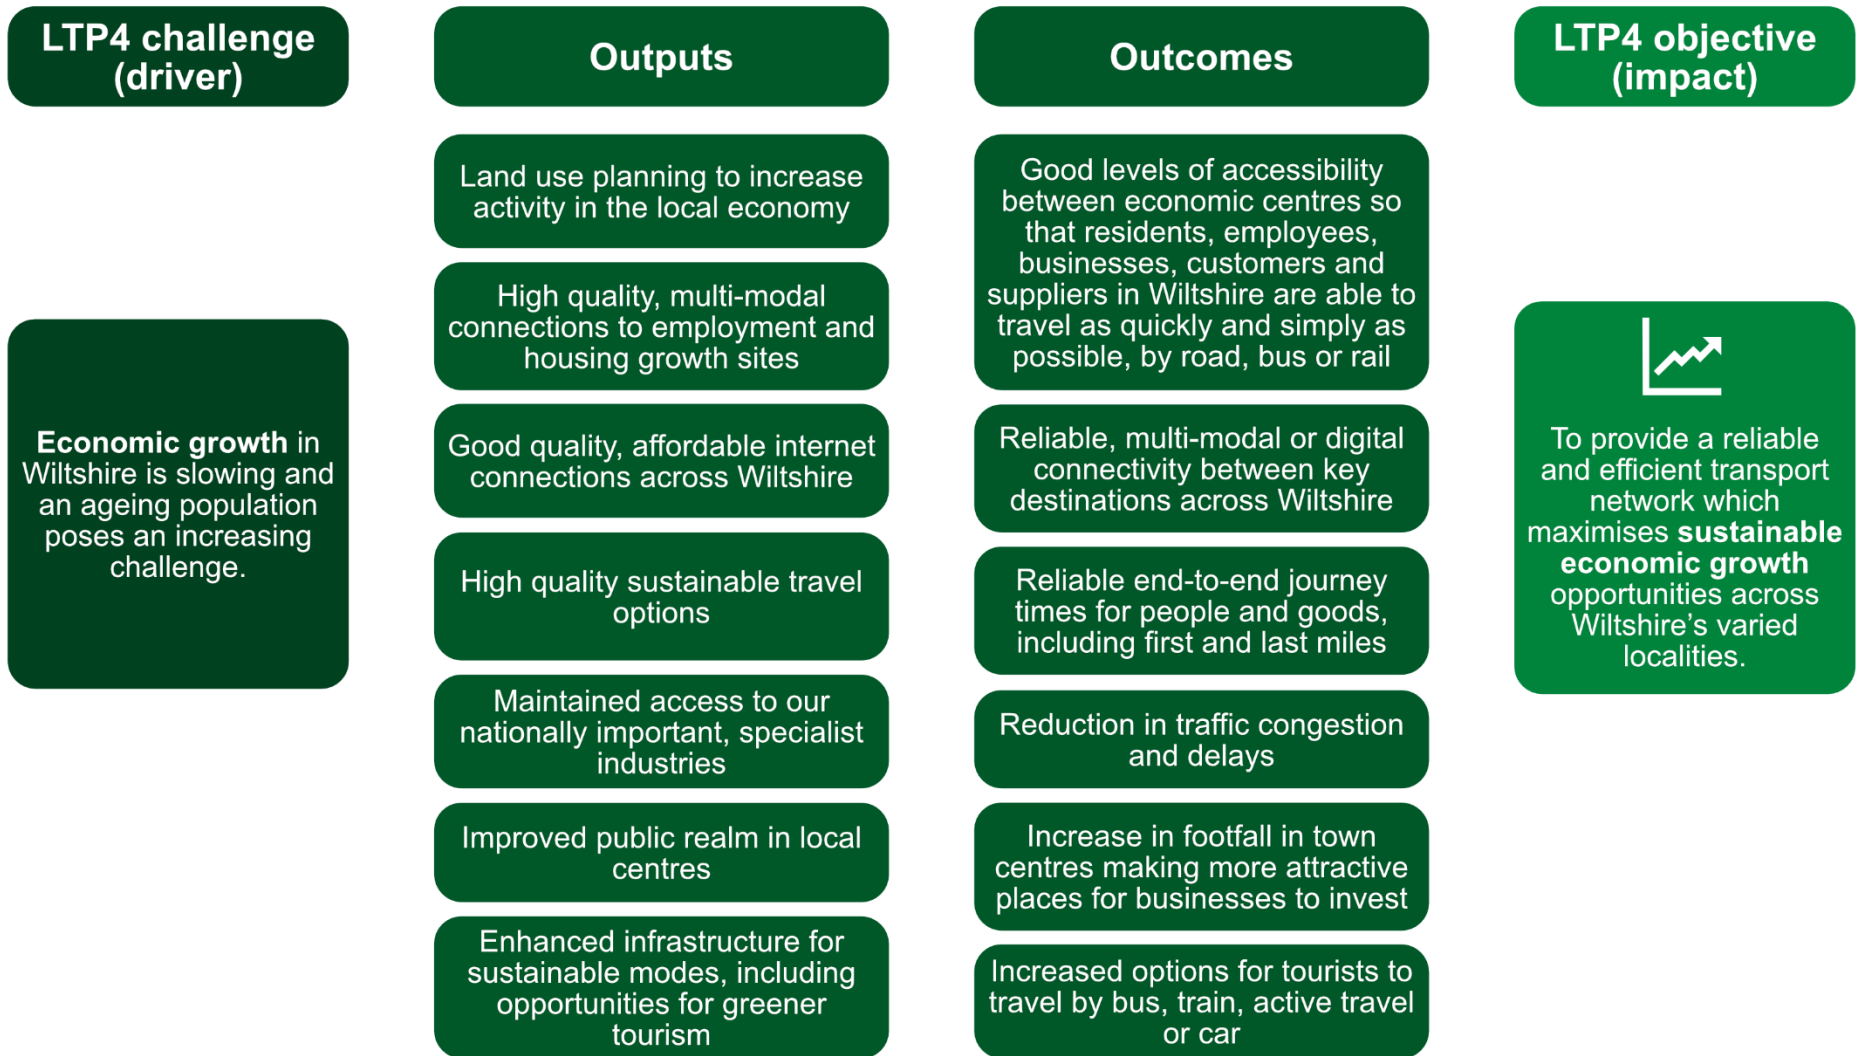 LTP4 challenge
(driver)
Outputs
Outcomes
LTP4 objective
(impact)
Economic growth in
Wiltshire is slowing and
an ageing population
poses an increasing
challenge.
Land use planning to increase
activity in the local economy
High quality, multi-modal
connections to employment and
housing growth sites
Good quality, affordable internet
connections across Wiltshire
High quality sustainable travel
options
Maintained access to our
nationally important, specialist
industries
Improved public realm in local
centres
Enhanced infrastructure for
sustainable modes, including
opportunities for greener
tourism
Good levels of accessibility
between economic centres so
that residents, employees,
businesses, customers and
suppliers in Wiltshire are able to
travel as quickly and simply as
possible, by road, bus or rail
Reliable, multi-modal or digital
connectivity between key
destinations across Wiltshire
Reliable end-to-end journey
times for people and goods,
including first and last miles
Reduction in traffic congestion
and delays
Increase in footfall in town
centres making more attractive
places for businesses to invest
Increased options for tourists to
travel by bus, train, active travel
or car
To provide a reliable
and efficient transport
network which
maximises sustainable
economic growth
opportunities across
Wiltshire’s varied
localities.